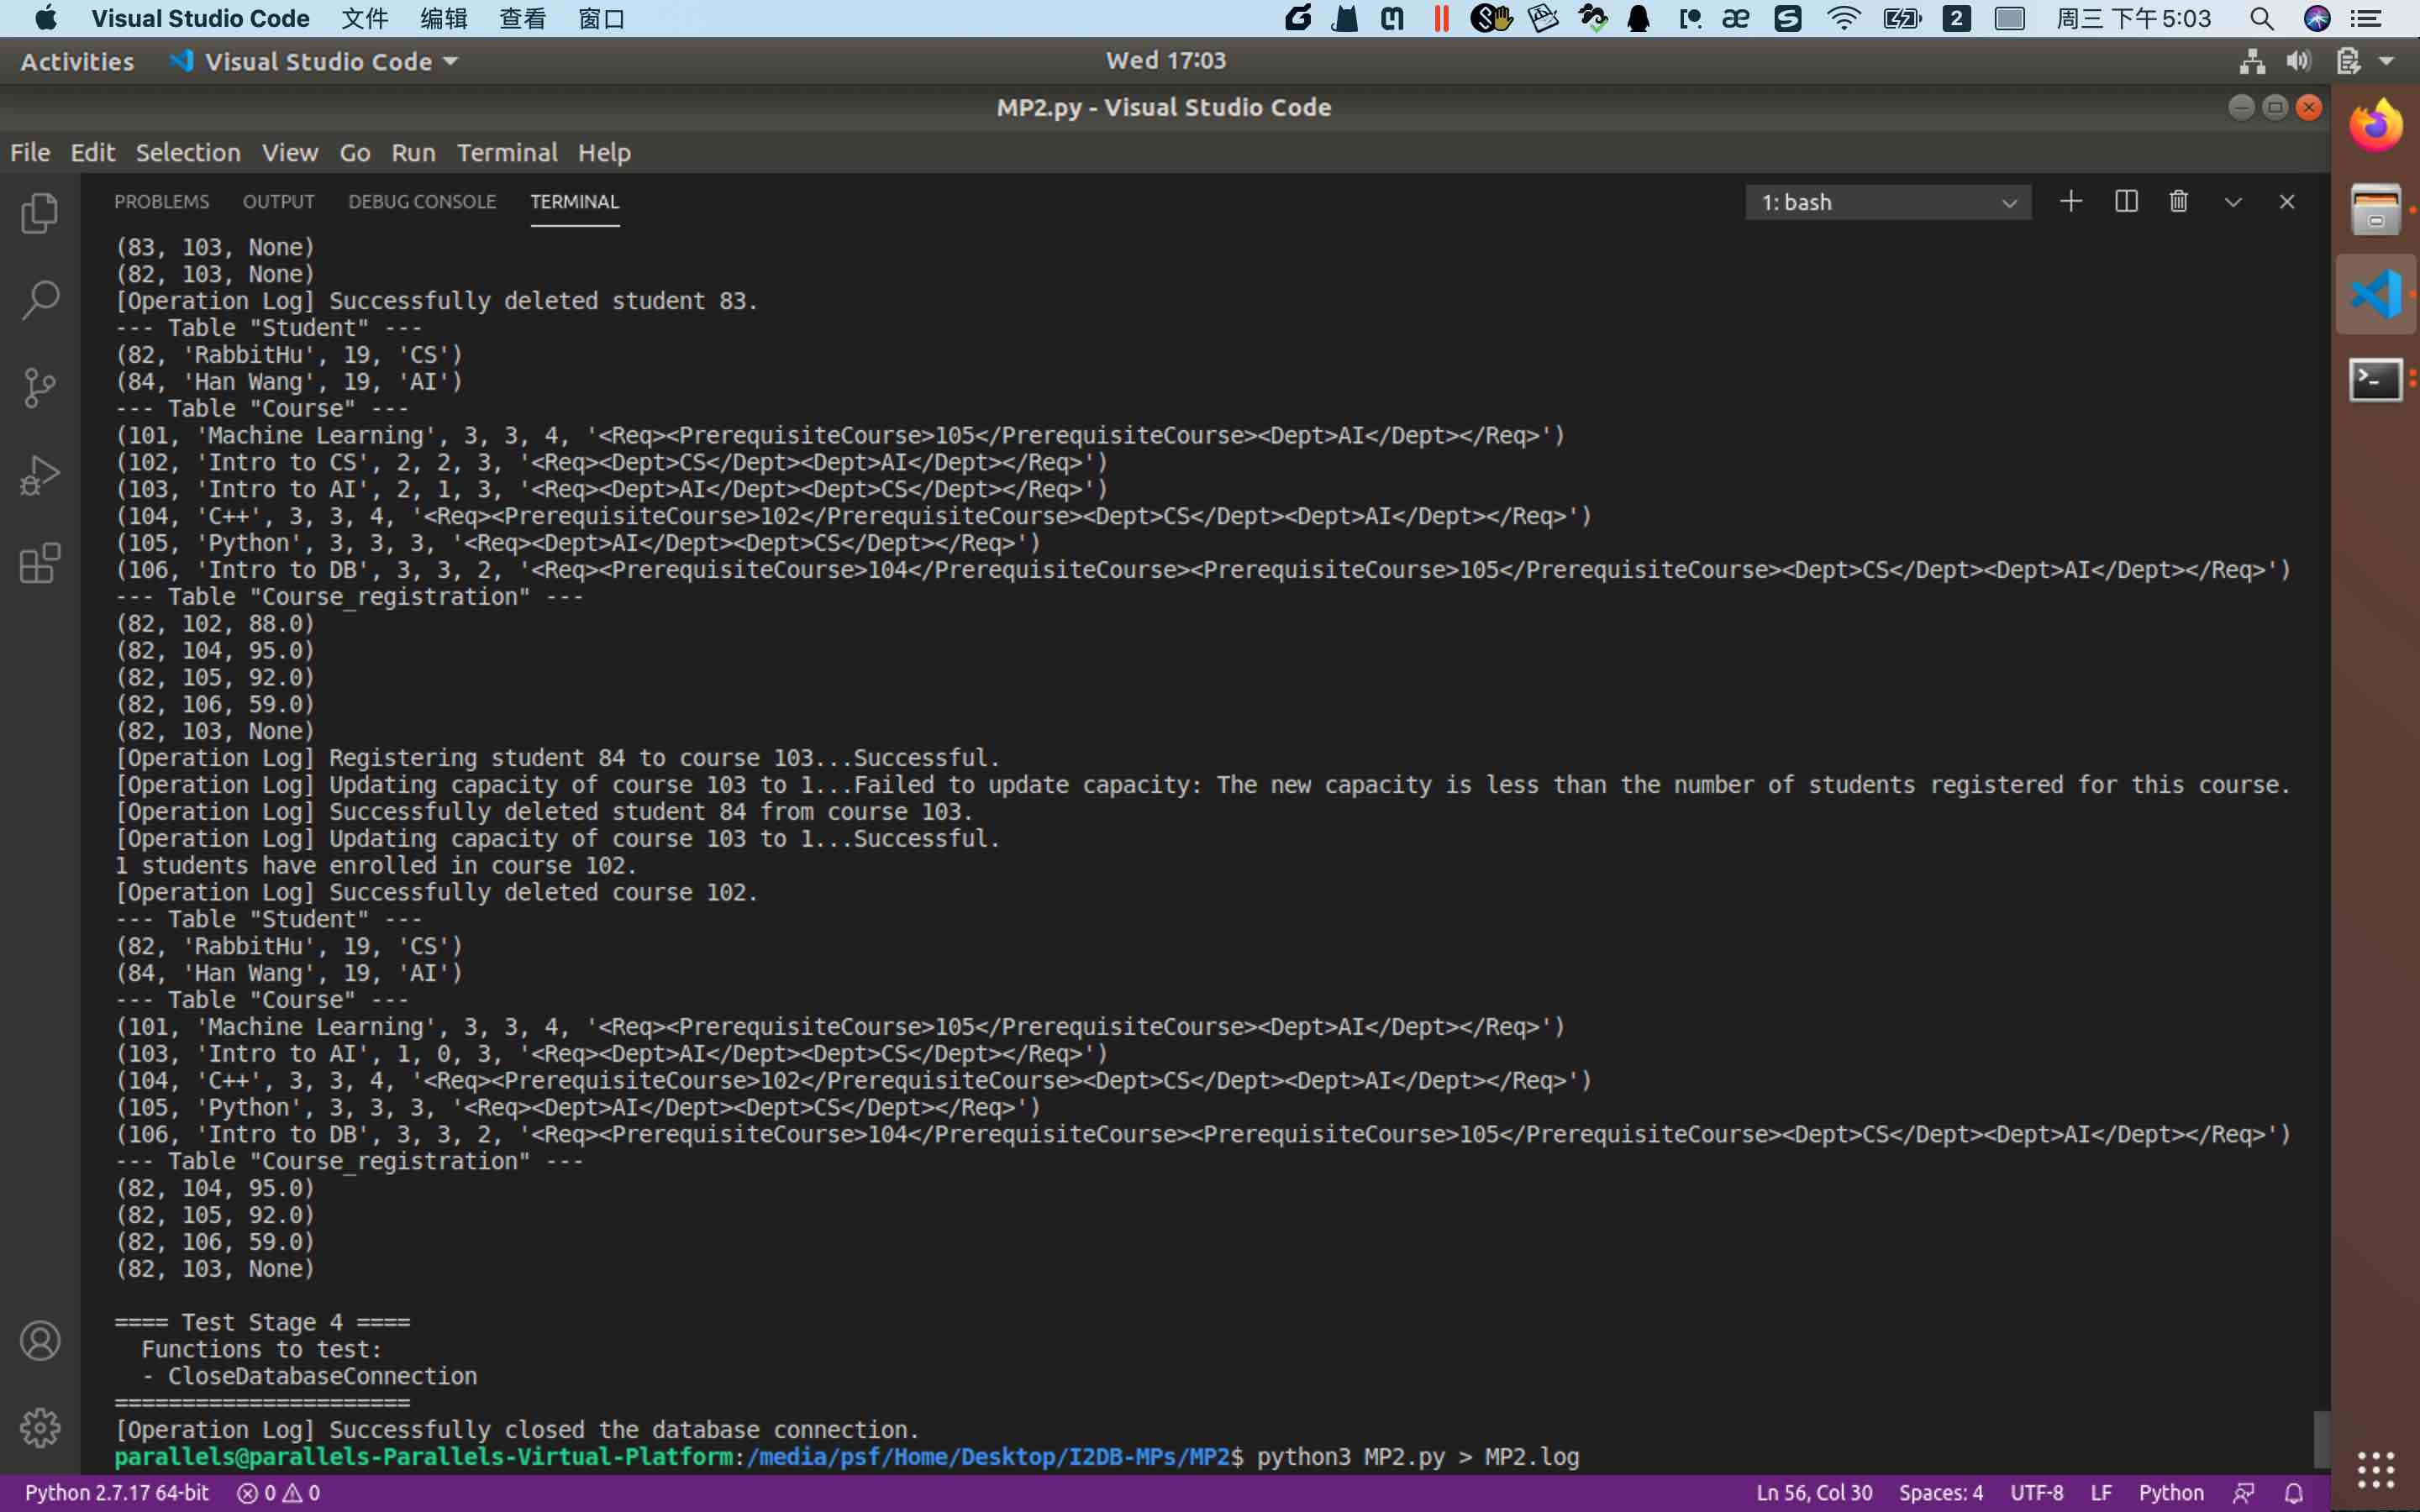 Visual Studio Code 文件 编辑 查看 窗口 2 周三 下午5:03
Activities Visual Studio Code Wed 17:03
MP2.py - Visual Studio Code
File Edit Selection View Go Run Terminal Help
PROBLEMS OUTPUT DEBUG CONSOLE TERMINAL 1: bash
(83, 103, None)
(82, 103, None)
[Operation Log] Successfully deleted student 83.
--- Table "Student" ---
(82, 'RabbitHu', 19, 'CS')
(84, 'Han Wang', 19, 'AI')
--- Table "Course" ---
(101, 'Machine Learning', 3, 3, 4, '<Req><PrerequisiteCourse>105</PrerequisiteCourse><Dept>AI</Dept></Req>')
(102, 'Intro to CS', 2, 2, 3, '<Req><Dept>CS</Dept><Dept>AI</Dept></Req>')
(103, 'Intro to AI', 2, 1, 3, '<Req><Dept>AI</Dept><Dept>CS</Dept></Req>')
(104, 'C++', 3, 3, 4, '<Req><PrerequisiteCourse>102</PrerequisiteCourse><Dept>CS</Dept><Dept>AI</Dept></Req>')
(105, 'Python', 3, 3, 3, '<Req><Dept>AI</Dept><Dept>CS</Dept></Req>')
(106, 'Intro to DB', 3, 3, 2, '<Req><PrerequisiteCourse>104</PrerequisiteCourse><PrerequisiteCourse>105</PrerequisiteCourse><Dept>CS</Dept><Dept>AI</Dept></Req>')
--- Table "Course_registration" ---
(82, 102, 88.0)
(82, 104, 95.0)
(82, 105, 92.0)
(82, 106, 59.0)
(82, 103, None)
[Operation Log] Registering student 84 to course 103...Successful.
[Operation Log] Updating capacity of course 103 to 1...Failed to update capacity: The new capacity is less than the number of students registered for this course.
[Operation Log] Successfully deleted student 84 from course 103.
[Operation Log] Updating capacity of course 103 to 1...Successful.
1 students have enrolled in course 102.
[Operation Log] Successfully deleted course 102.
--- Table "Student" ---
(82, 'RabbitHu', 19, 'CS')
(84, 'Han Wang', 19, 'AI')
--- Table "Course" ---
(101, 'Machine Learning', 3, 3, 4, '<Req><PrerequisiteCourse>105</PrerequisiteCourse><Dept>AI</Dept></Req>')
(103, 'Intro to AI', 1, 0, 3, '<Req><Dept>AI</Dept><Dept>CS</Dept></Req>')
(104, 'C++', 3, 3, 4, '<Req><PrerequisiteCourse>102</PrerequisiteCourse><Dept>CS</Dept><Dept>AI</Dept></Req>')
(105, 'Python', 3, 3, 3, '<Req><Dept>AI</Dept><Dept>CS</Dept></Req>')
(106, 'Intro to DB', 3, 3, 2, '<Req><PrerequisiteCourse>104</PrerequisiteCourse><PrerequisiteCourse>105</PrerequisiteCourse><Dept>CS</Dept><Dept>AI</Dept></Req>')
--- Table "Course_registration" ---
(82, 104, 95.0)
(82, 105, 92.0)
(82, 106, 59.0)
(82, 103, None)
==== Test Stage 4 ====
Functions to test:
- CloseDatabaseConnection
======================
[Operation Log] Successfully closed the database connection.
parallels@parallels-Parallels-Virtual-Platform:/media/psf/Home/Desktop/I2DB-MPs/MP2$ python3 MP2.py > MP2.log
Python 2.7.17 64-bit 0 0 Ln 56, Col 30 Spaces: 4 UTF-8 LF Python